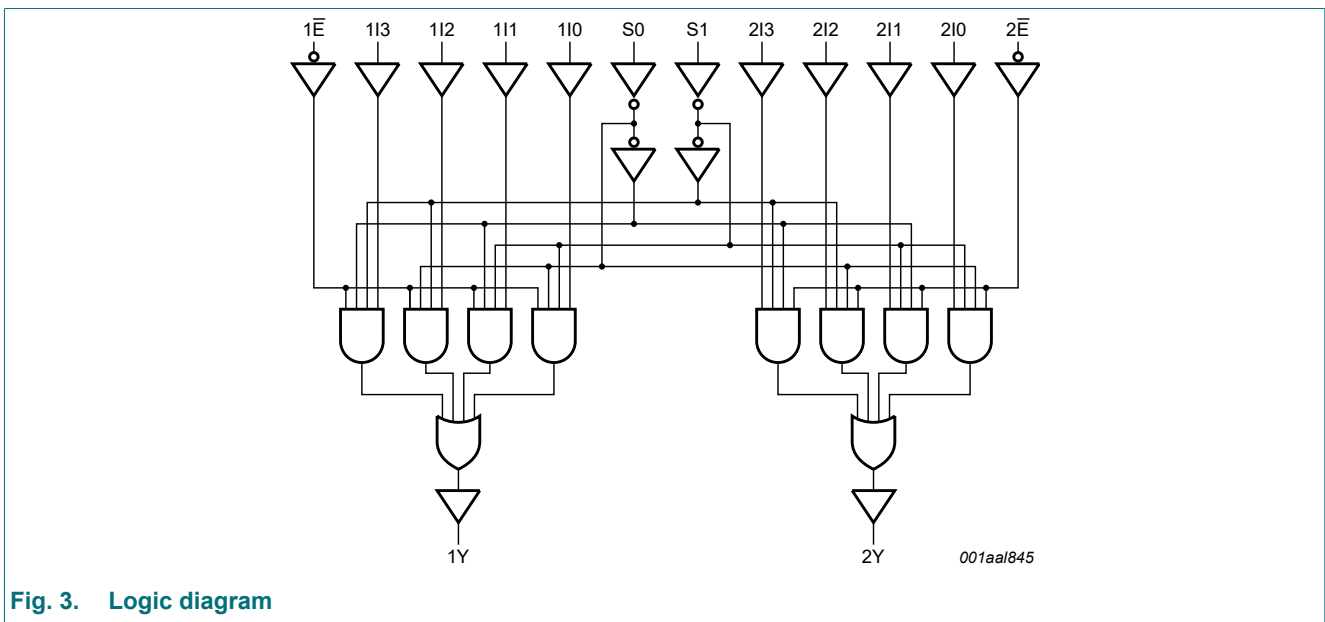 1E̅ 1I3 1I2 1I1 1I0 S0 S1 2I3 2I2 2I1 2I0 2E̅
1Y 2Y 001aal845
Fig. 3. Logic diagram